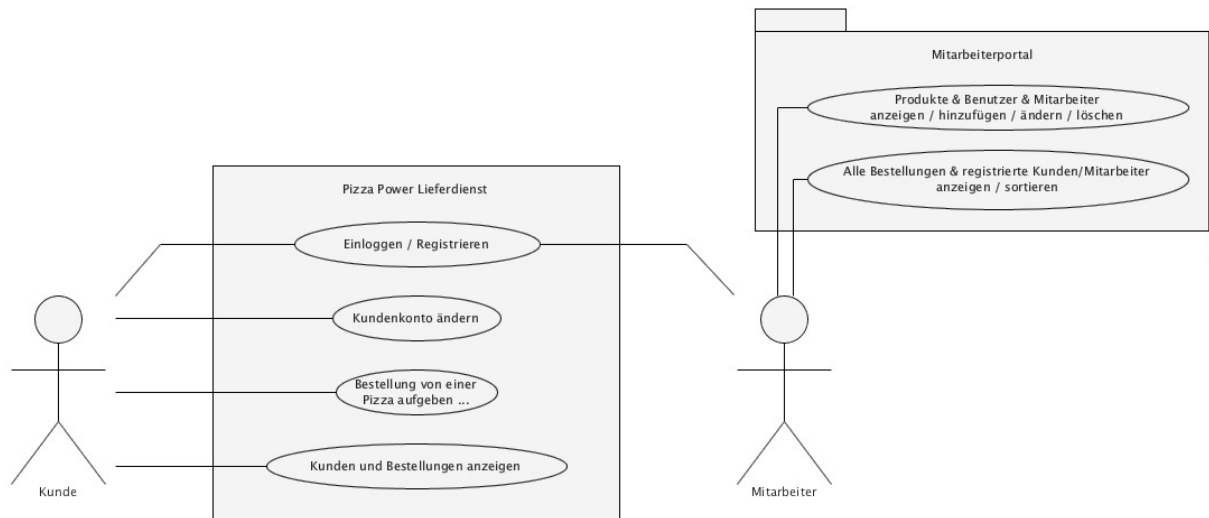 Mitarbeiterportal
Produkte & Benutzer & Mitarbeiter
anzeigen / hinzufügen / ändern / löschen
Alle Bestellungen & registrierte Kunden/Mitarbeiter
anzeigen / sortieren
Pizza Power Lieferdienst
Einloggen / Registrieren
Kundenkonto ändern
Bestellung von einer
Pizza aufgeben ...
Kunden und Bestellungen anzeigen
Kunde
Mitarbeiter